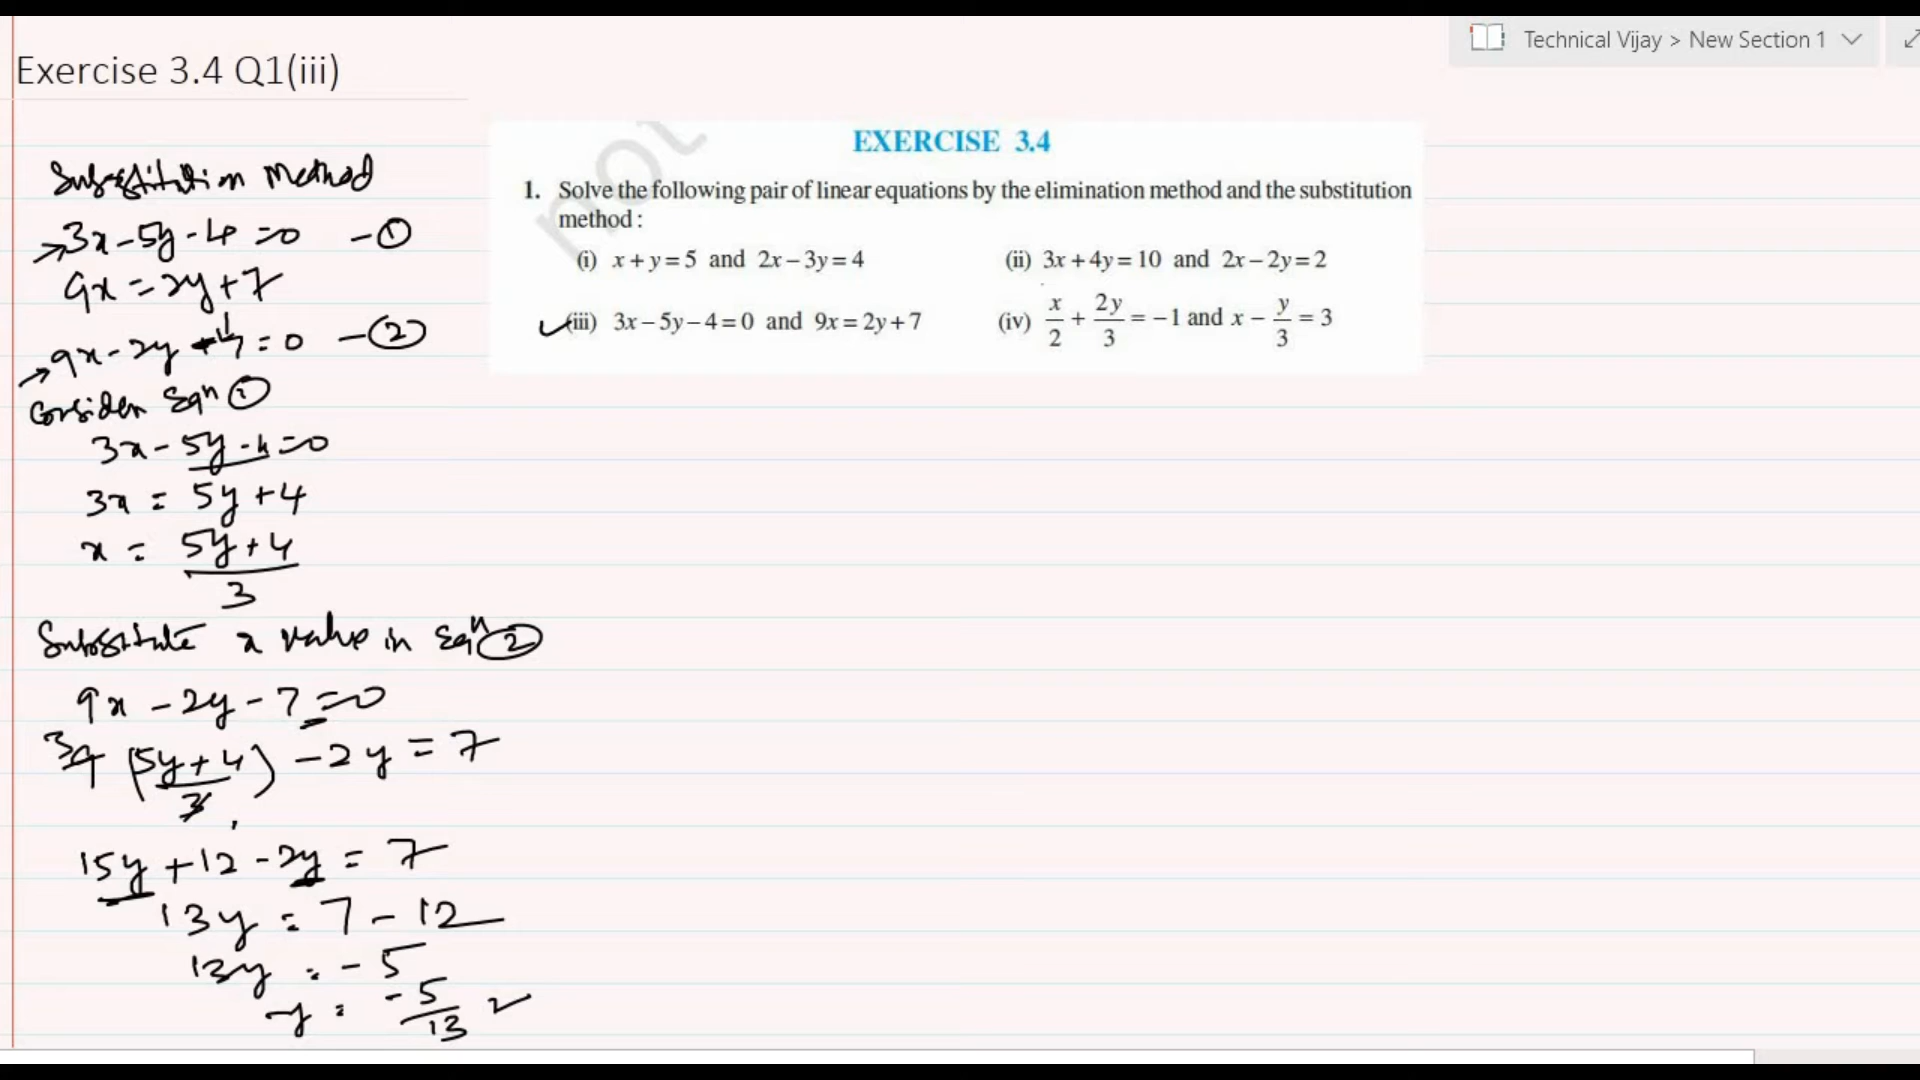 Technical Vijay > New Section 1
Exercise 3.4 Q1(iii)
not
EXERCISE 3.4
1. Solve the following pair of linear equations by the elimination method and the substitution
method :
(i) x + y = 5 and 2x – 3y = 4
(ii) 3x + 4y = 10 and 2x – 2y = 2
(iii) 3x – 5y – 4 = 0 and 9x = 2y + 7
(iv) x/2 + 2y/3 = –1 and x – y/3 = 3
Substitution Method
3x - 5y - 4 = 0 - ①
9x = 2y + 7
9x - 2y - 7 = 0 - ②
Consider Eqn ①
3x - 5y - 4 = 0
3x = 5y + 4
x = 5y + 4 / 3
Substitute x value in Eqn ②
9x - 2y - 7 = 0
3 9 (5y + 4 / 3) - 2y = 7
15y + 12 - 2y = 7
13y = 7 - 12
13y = - 5
y = -5/13